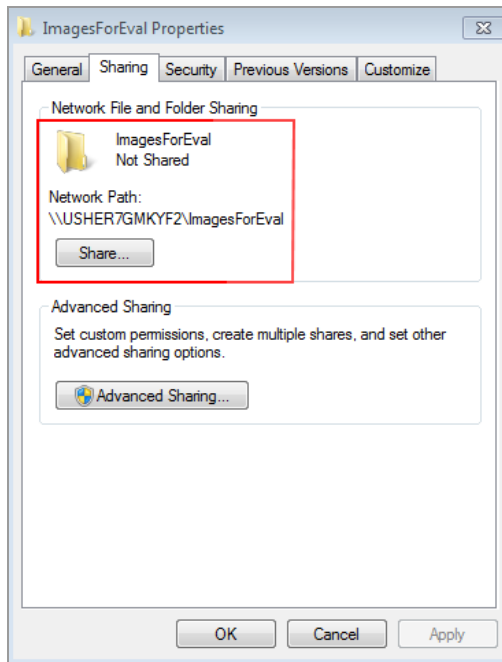 ImagesForEval Properties
General Sharing Security Previous Versions Customize
Network File and Folder Sharing
ImagesForEval
Not Shared
Network Path:
\\USHER7GMKYF2\ImagesForEval
Share...
Advanced Sharing
Set custom permissions, create multiple shares, and set other
advanced sharing options.
Advanced Sharing...
OK Cancel Apply